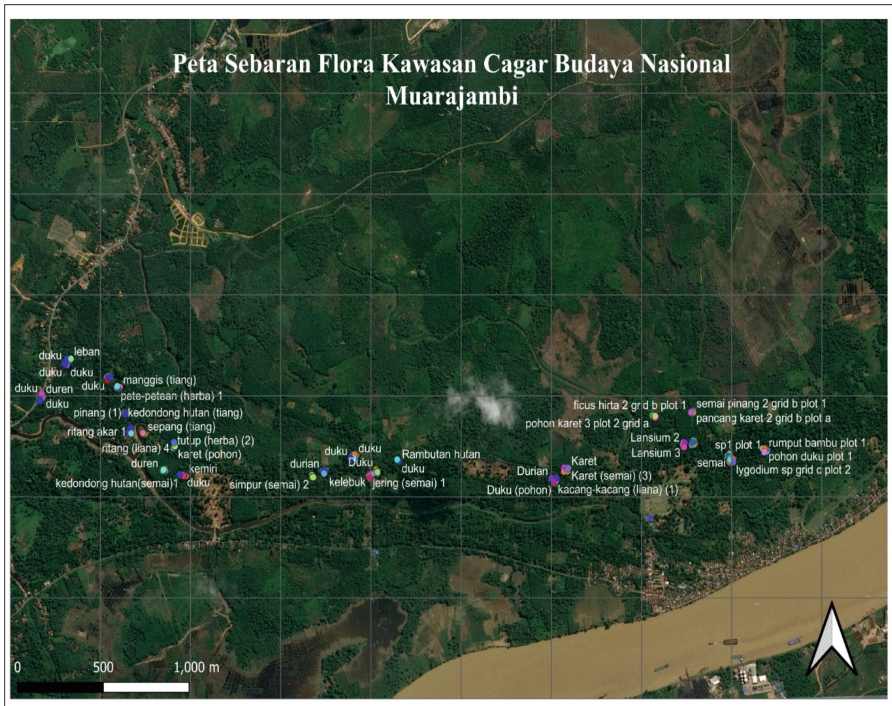 Peta Sebaran Flora Kawasan Cagar Budaya Nasional
Muarajambi
duku
leban
duku
duku
duku
manggis (tiang)
duku
duren
duku
pete-petean (herba) 1
pinang (1)
kedondong hutan (tiang)
ritang akar 1
sepang (tiang)
ritang (liana) 4
tutup (herba) (2)
karet (pohon)
duren
kemiri
kedondong hutan(semai)1
duku
duku
duku
durian
Duku
Rambutan hutan
duku
simpur (semai) 2
kelebuk
jering (semai) 1
Durian
Karet
Karet (semai) (3)
Duku (pohon)
kacang-kacang (liana) (1)
ficus hirta 2 grid b plot 1
semai pinang 2 grid b plot 1
pohon karet 3 plot 2 grid a
pancang karet 2 grid b plot a
Lansium 2
Lansium 3
sp1 plot 1
rumput bambu plot 1
pohon duku plot 1
semai
lygodium sp grid c plot 2
0
500
1,000 m